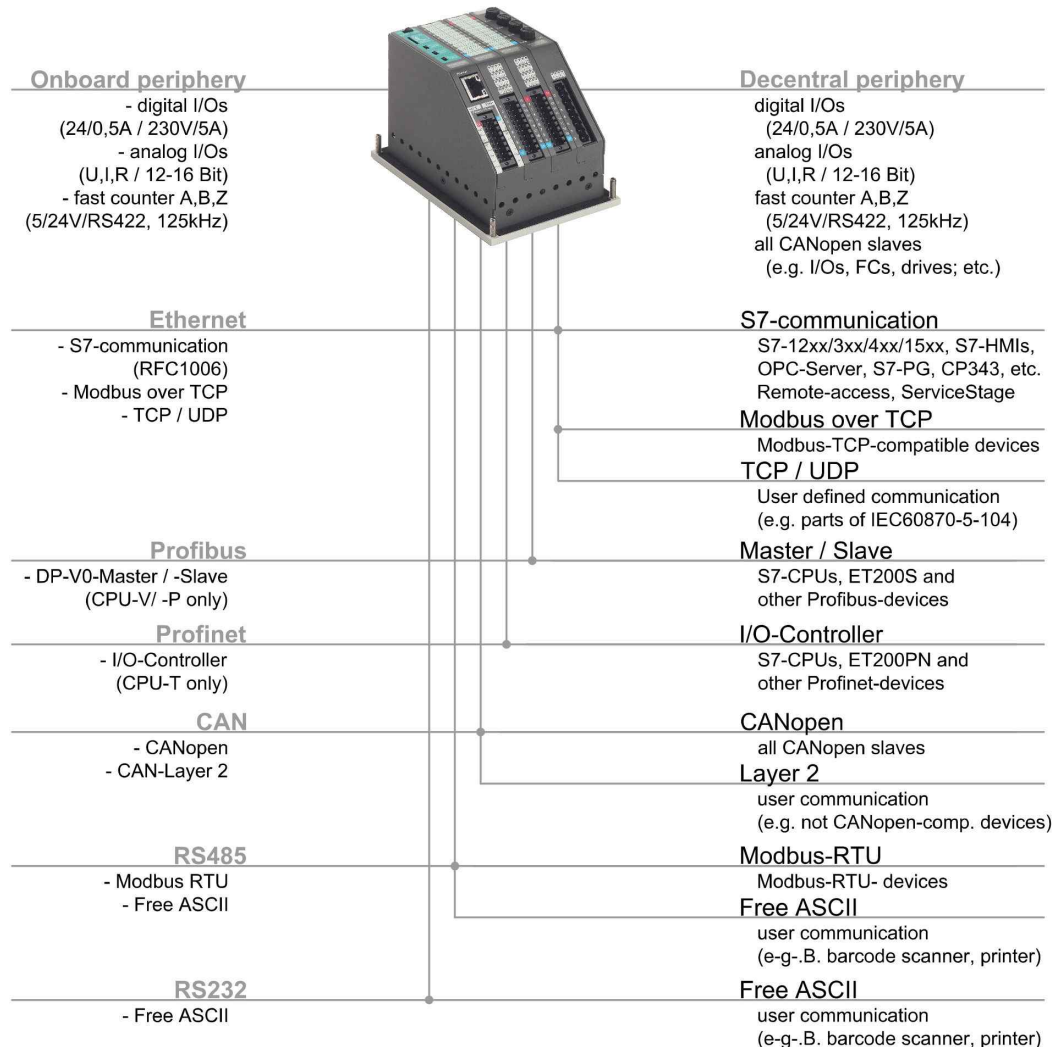 Onboard periphery
- digital I/Os
(24/0,5A / 230V/5A)
- analog I/Os
(U,I,R / 12-16 Bit)
- fast counter A,B,Z
(5/24V/RS422, 125kHz)
Decentral periphery
digital I/Os
(24/0,5A / 230V/5A)
analog I/Os
(U,I,R / 12-16 Bit)
fast counter A,B,Z
(5/24V/RS422, 125kHz)
all CANopen slaves
(e.g. I/Os, FCs, drives; etc.)
Ethernet
- S7-communication
(RFC1006)
- Modbus over TCP
- TCP / UDP
S7-communication
S7-12xx/3xx/4xx/15xx, S7-HMIs,
OPC-Server, S7-PG, CP343, etc.
Remote-access, ServiceStage
Modbus over TCP
Modbus-TCP-compatible devices
TCP / UDP
User defined communication
(e.g. parts of IEC60870-5-104)
Profibus
- DP-V0-Master / -Slave
(CPU-V/ -P only)
Master / Slave
S7-CPUs, ET200S and
other Profibus-devices
Profinet
- I/O-Controller
(CPU-T only)
I/O-Controller
S7-CPUs, ET200PN and
other Profinet-devices
CAN
- CANopen
- CAN-Layer 2
CANopen
all CANopen slaves
Layer 2
user communication
(e.g. not CANopen-comp. devices)
RS485
- Modbus RTU
- Free ASCII
Modbus-RTU
Modbus-RTU- devices
Free ASCII
user communication
(e-g-.B. barcode scanner, printer)
RS232
- Free ASCII
Free ASCII
user communication
(e-g-.B. barcode scanner, printer)